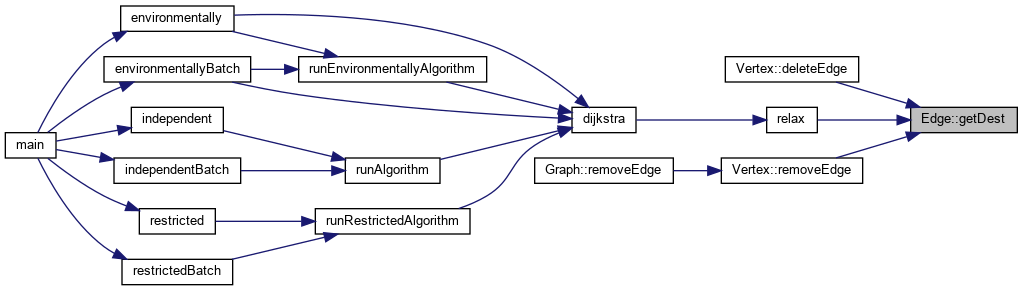 main
environmentally
environmentallyBatch
independent
independentBatch
restricted
restrictedBatch
runEnvironmentallyAlgorithm
runAlgorithm
runRestrictedAlgorithm
dijkstra
Graph::removeEdge
Vertex::deleteEdge
relax
Vertex::removeEdge
Edge::getDest